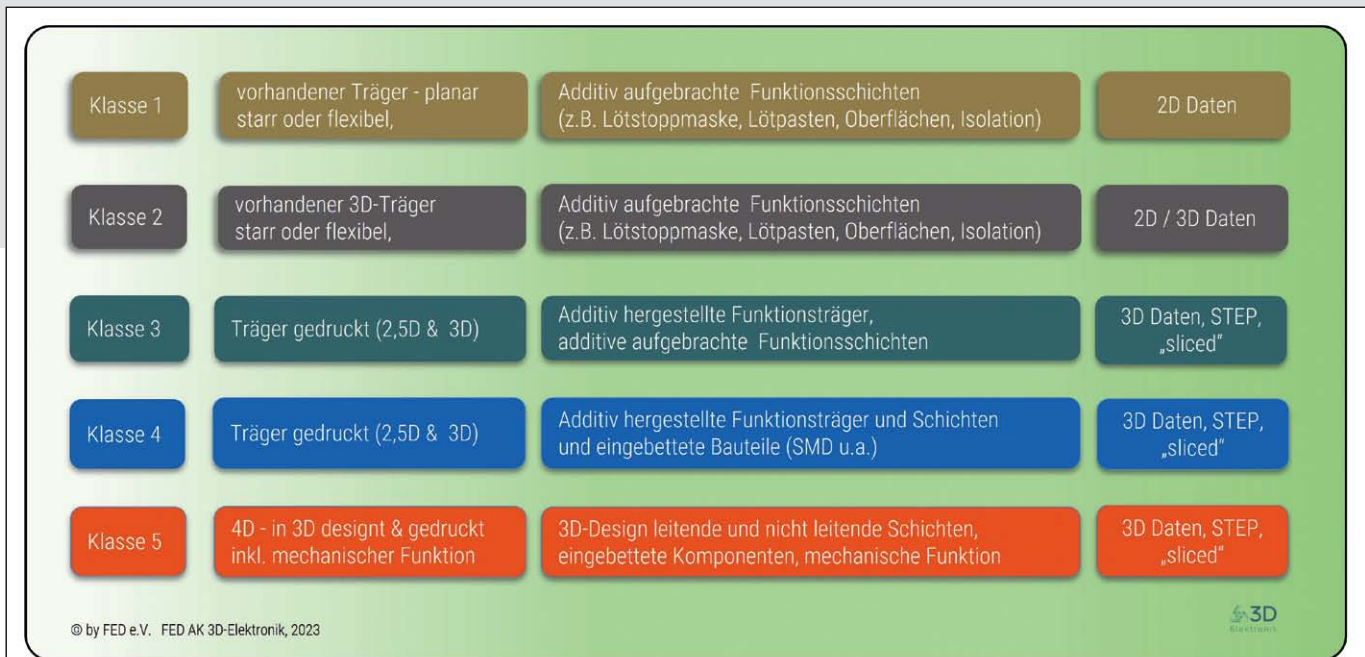 Klasse 1
vorhandener Träger - planar
starr oder flexibel,
Additiv aufgebrachte Funktionsschichten
(z.B. Lötstoppmaske, Lötpasten, Oberflächen, Isolation)
2D Daten
Klasse 2
vorhandener 3D-Träger
starr oder flexibel,
Additiv aufgebrachte Funktionsschichten
(z.B. Lötstoppmaske, Lötpasten, Oberflächen, Isolation)
2D / 3D Daten
Klasse 3
Träger gedruckt (2,5D & 3D)
Additiv hergestellte Funktionsträger,
additive aufgebrachte Funktionsschichten
3D Daten, STEP,
„sliced“
Klasse 4
Träger gedruckt (2,5D & 3D)
Additiv hergestellte Funktionsträger und Schichten
und eingebettete Bauteile (SMD u.a.)
3D Daten, STEP,
„sliced“
Klasse 5
4D - in 3D designt & gedruckt
inkl. mechanischer Funktion
3D-Design leitende und nicht leitende Schichten,
eingebettete Komponenten, mechanische Funktion
3D Daten, STEP,
„sliced“
© by FED e.V. FED AK 3D-Elektronik, 2023
3D
Elektronik